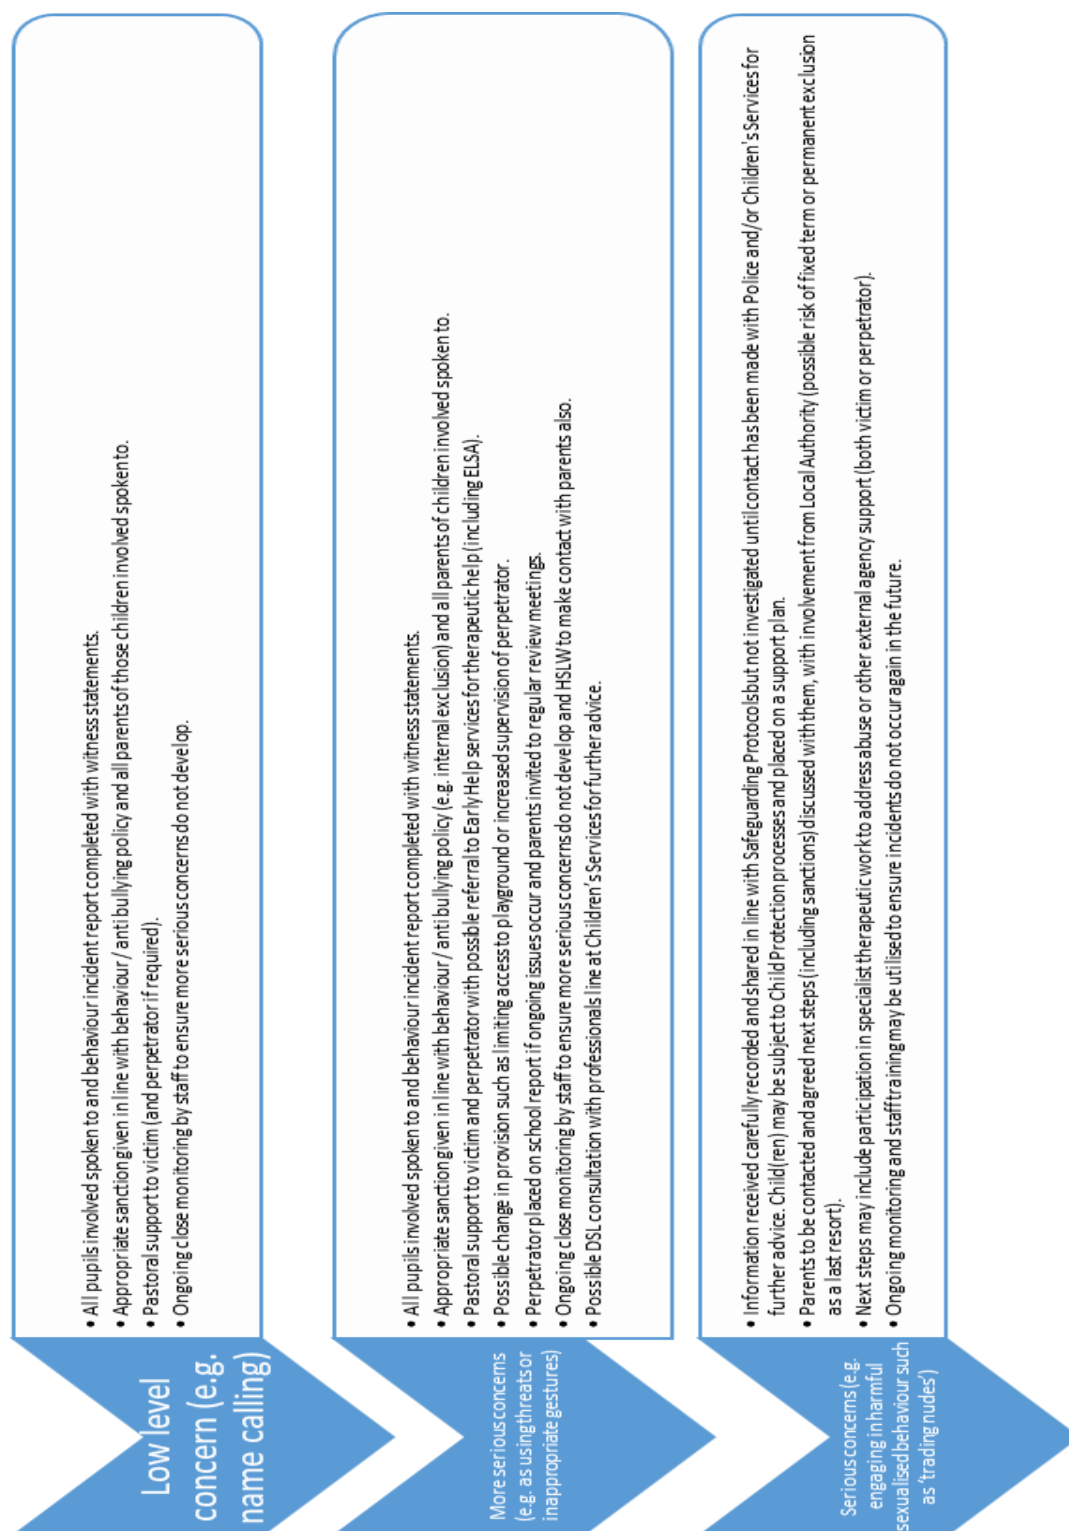 Low level
concern (e.g.
name calling)
• All pupils involved spoken to and behaviour incident report completed with witness statements.
• Appropriate sanction given in line with behaviour / anti bullying policy and all parents of those children involved spoken to.
• Pastoral support to victim (and perpetrator if required).
• Ongoing close monitoring by staff to ensure more serious concerns do not develop.
More serious concerns
(e.g. as using threats or
inappropriate gestures)
• All pupils involved spoken to and behaviour incident report completed with witness statements.
• Appropriate sanction given in line with behaviour / anti bullying policy (e.g. internal exclusion) and all parents of children involved spoken to.
• Pastoral support to victim and perpetrator with possible referral to Early Help services for therapeutic help (including ELSA).
• Possible change in provision such as limiting access to playground or increased supervision of perpetrator.
• Perpetrator placed on school report if ongoing issues occur and parents invited to regular review meetings.
• Ongoing close monitoring by staff to ensure more serious concerns do not develop and HSLW to make contact with parents also.
• Possible DSL consultation with professionals line at Children's Services for further advice.
Serious concerns (e.g.
engaging in harmful
sexualised behaviour such
as 'trading nudes')
• Information received carefully recorded and shared in line with Safeguarding Protocols but not investigated until contact has been made with Police and/or Children's Services for
further advice. Child(ren) may be subject to Child Protection processes and placed on a support plan.
• Parents to be contacted and agreed next steps (including sanctions) discussed with them, with involvement from Local Authority (possible risk of fixed term or permanent exclusion
as a last resort).
• Next steps may include participation in specialist therapeutic work to address abuse or other external agency support (both victim or perpetrator).
• Ongoing monitoring and staff training may be utilised to ensure incidents do not occur again in the future.